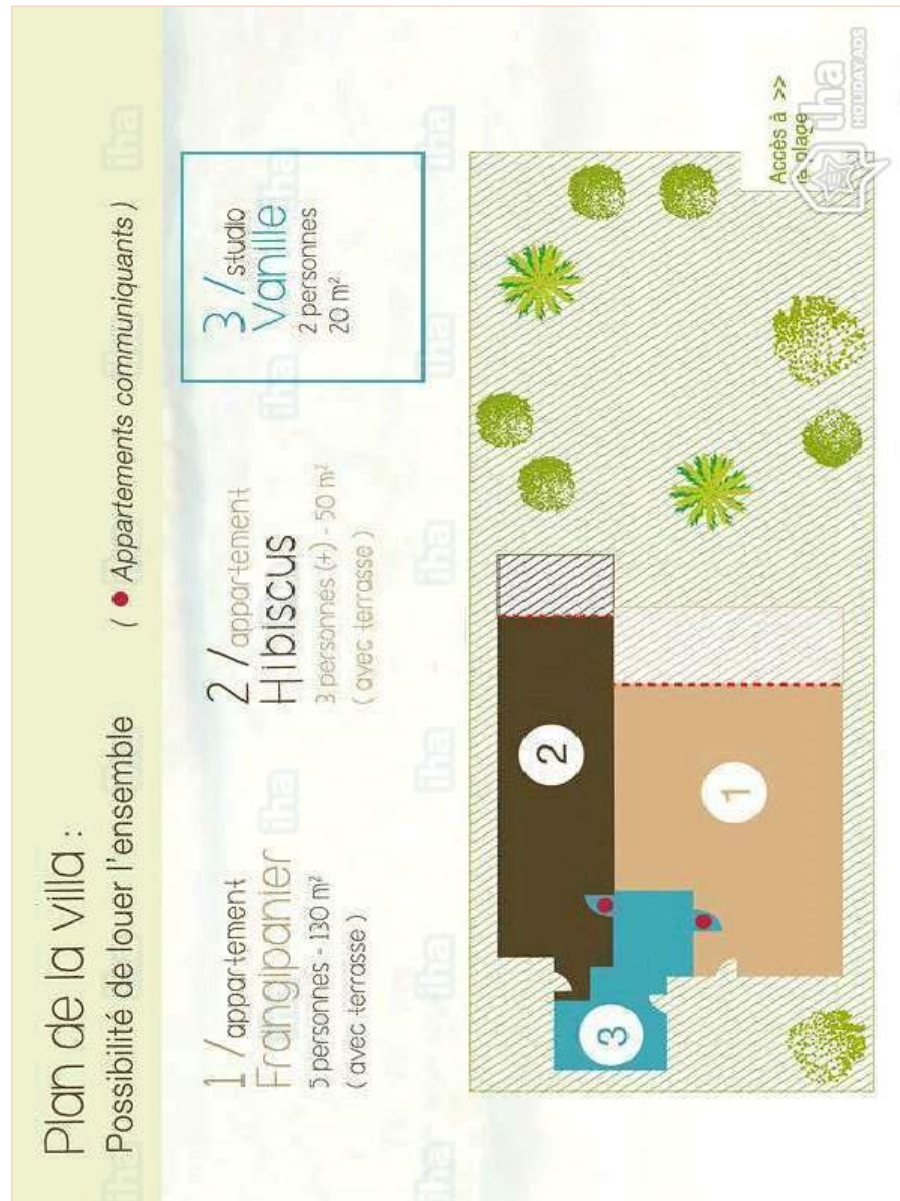 Plan de la villa :
Possibilité de louer l'ensemble
( Appartements communiquants )
1 / appartement
Frangipanier
5 personnes - 130 m²
( avec terrasse )
2 / appartement
Hibiscus
3 personnes (+) - 50 m²
( avec terrasse )
3 / studio
Vanille
2 personnes
20 m²
Accès à >>
la plage
1
2
3
iha
HOLIDAY ADS